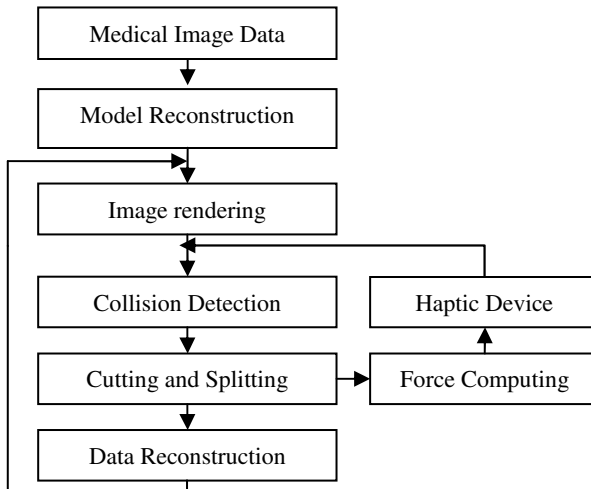 Medical Image Data
Model Reconstruction
Image rendering
Collision Detection
Haptic Device
Cutting and Splitting
Force Computing
Data Reconstruction